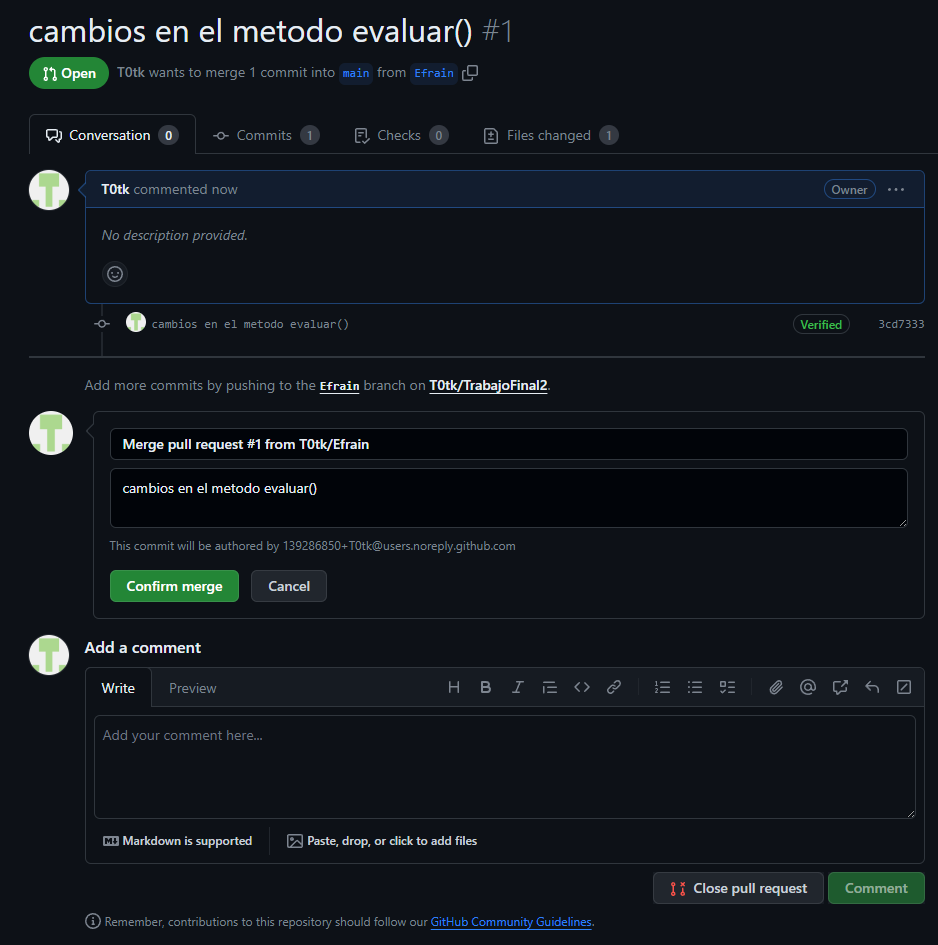 cambios en el metodo evaluar() #1
Open T0tk wants to merge 1 commit into main from Efrain
Conversation 0 Commits 1 Checks 0 Files changed 1
T0tk commented now Owner
No description provided.
cambios en el metodo evaluar() Verified 3cd7333
Add more commits by pushing to the Efrain branch on T0tk/TrabajoFinal2.
Merge pull request #1 from T0tk/Efrain
cambios en el metodo evaluar()
This commit will be authored by 139286850+T0tk@users.noreply.github.com
Confirm merge Cancel
Add a comment
Write Preview
Add your comment here...
Markdown is supported Paste, drop, or click to add files
Close pull request Comment
Remember, contributions to this repository should follow our GitHub Community Guidelines.